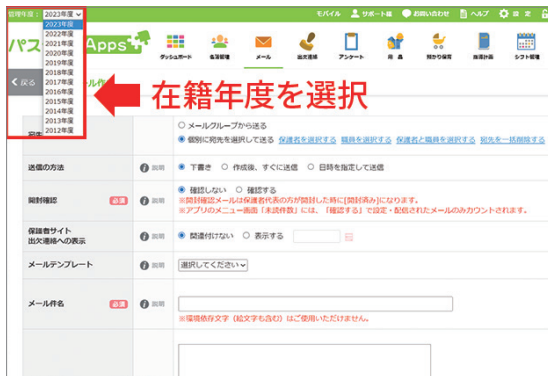 管理年度： 2023年度
モバイル サポート様 お問い合わせ ヘルプ 設 定
2023年度
2022年度
2021年度
2020年度
2019年度
2018年度
2017年度
2016年度
2015年度
2014年度
2013年度
2012年度
パス Apps
ダッシュボード 名簿管理 メール 出欠連絡 アンケート 用 品 預かり保育 指導計画 シフト管理
戻る ール作
在籍年度を選択
宛先
メールグループから送る
個別に宛先を選択して送る 保護者を選択する 職員を選択する 保護者と職員を選択する 宛先を一括削除する
送信の方法 説明 下書き 作成後、すぐに送信 日時を指定して送信
開封確認 必須 説明 確認しない 確認する
※開封確認メールは保護者代表の方が開封した時に[開封済み]になります。
※アプリのメニュー画面「未読件数」には、「確認する」で設定・配信されたメールのみカウントされます。
保護者サイト
出欠連絡への表示 説明 関連付けない 表示する
メールテンプレート 説明 選択してください
メール件名 必須 説明
※環境依存文字（絵文字も含む）はご使用いただけません。